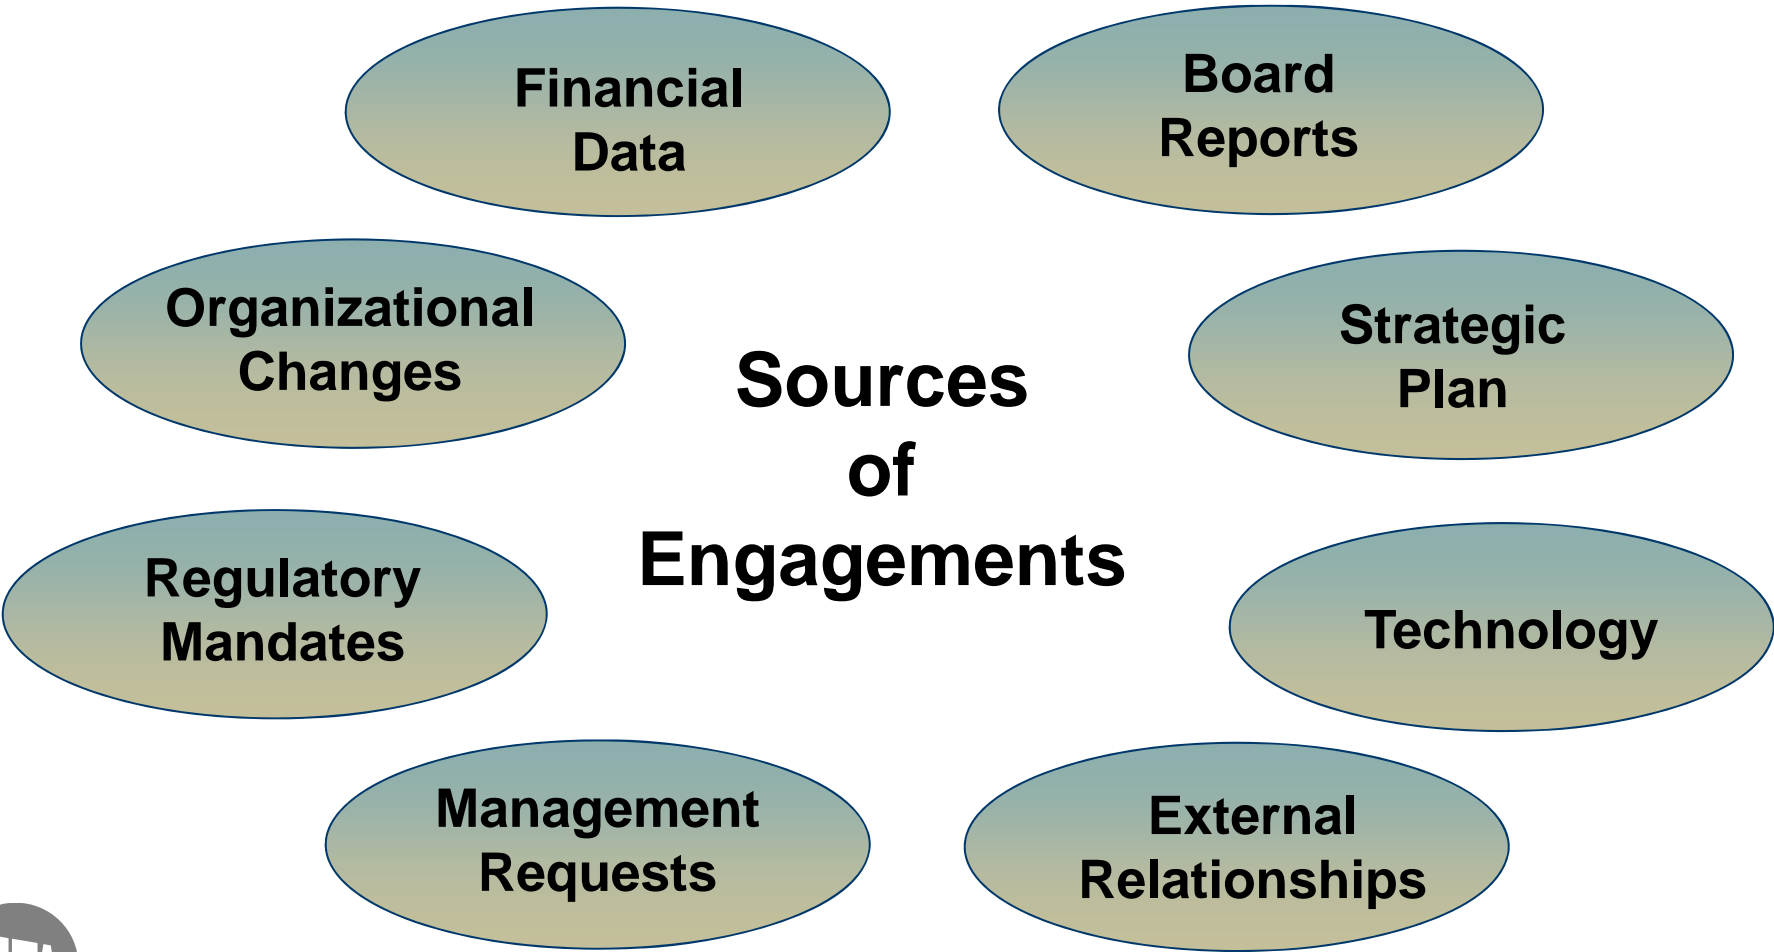 Financial
Data
Board
Reports
Organizational
Changes
Strategic
Plan
Sources
of
Engagements
Regulatory
Mandates
Technology
Management
Requests
External
Relationships